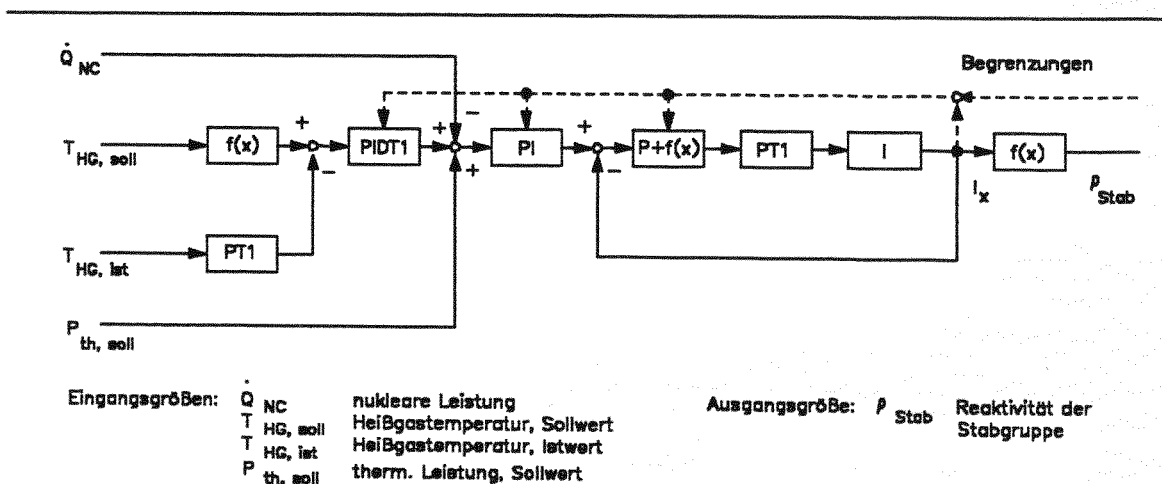 Q̇ NC
Begrenzungen
+
−
T HG, soll
f(x)
+
−
PIDT1
+
+
PI
+
−
P+f(x)
PT1
I
I x
f(x)
ρ Stab
T HG, ist
PT1
P th, soll
Eingangsgrößen: Q̇ NC nukleare Leistung
T HG, soll Heißgastemperatur, Sollwert
T HG, ist Heißgastemperatur, Istwert
P th, soll therm. Leistung, Sollwert
Ausgangsgröße: ρ Stab Reaktivität der
Stabgruppe